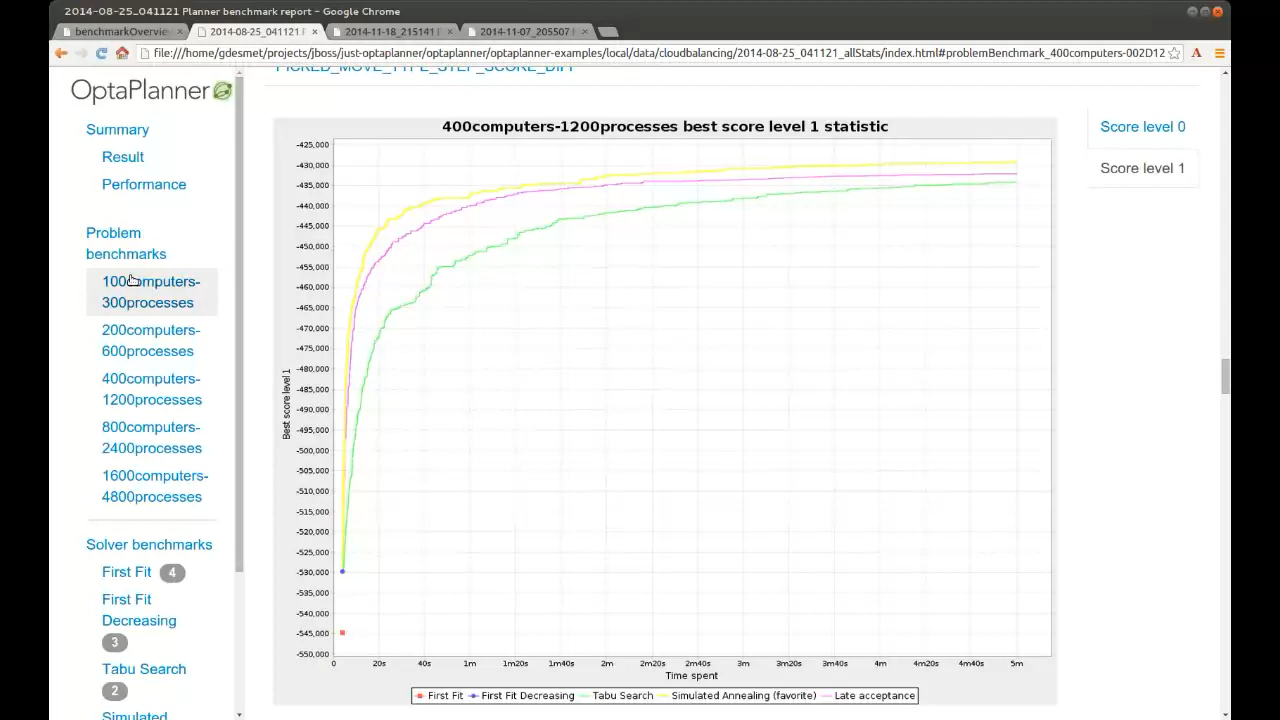 2014-08-25_041121 Planner benchmark report - Google Chrome
benchmarkOvervie
2014-08-25_041121 F
2014-11-18_215141
2014-11-07_205507
file:///home/gdesmet/projects/jboss/just-optaplanner/optaplanner/optaplanner-examples/local/data/cloudbalancing/2014-08-25_041121_allStats/index.html#problemBenchmark_400computers-002D12
OptaPlanner
Summary
Result
Performance
Problem
benchmarks
100computers-
300processes
200computers-
600processes
400computers-
1200processes
800computers-
2400processes
1600computers-
4800processes
Solver benchmarks
First Fit 4
First Fit
Decreasing
3
Tabu Search
2
Simulated
PICKED_MOVE_TYPE_STEP_SCORE_DIFF
400computers-1200processes best score level 1 statistic
Best score level 1
-425,000
-430,000
-435,000
-440,000
-445,000
-450,000
-455,000
-460,000
-465,000
-470,000
-475,000
-480,000
-485,000
-490,000
-495,000
-500,000
-505,000
-510,000
-515,000
-520,000
-525,000
-530,000
-535,000
-540,000
-545,000
-550,000
0 20s 40s 1m 1m20s 1m40s 2m 2m20s 2m40s 3m 3m20s 3m40s 4m 4m20s 4m40s 5m
Time spent
First Fit First Fit Decreasing Tabu Search Simulated Annealing (favorite) Late acceptance
Score level 0
Score level 1